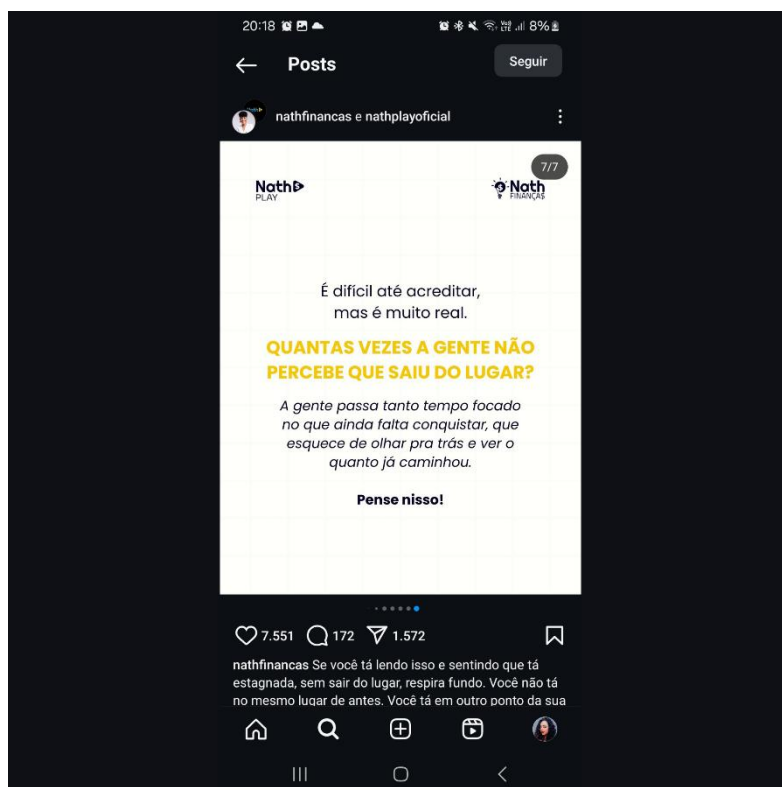 20:18
Vo9 LTE 8%
Posts
Seguir
nathfinancas e nathplayoficial
7/7
Nath
PLAY
Nath
FINANÇA$
É difícil até acreditar,
mas é muito real.
QUANTAS VEZES A GENTE NÃO
PERCEBE QUE SAIU DO LUGAR?
A gente passa tanto tempo focado
no que ainda falta conquistar, que
esquece de olhar pra trás e ver o
quanto já caminhou.
Pense nisso!
7.551 172 1.572
nathfinancas Se você tá lendo isso e sentindo que tá
estagnada, sem sair do lugar, respira fundo. Você não tá
no mesmo lugar de antes. Você tá em outro ponto da sua